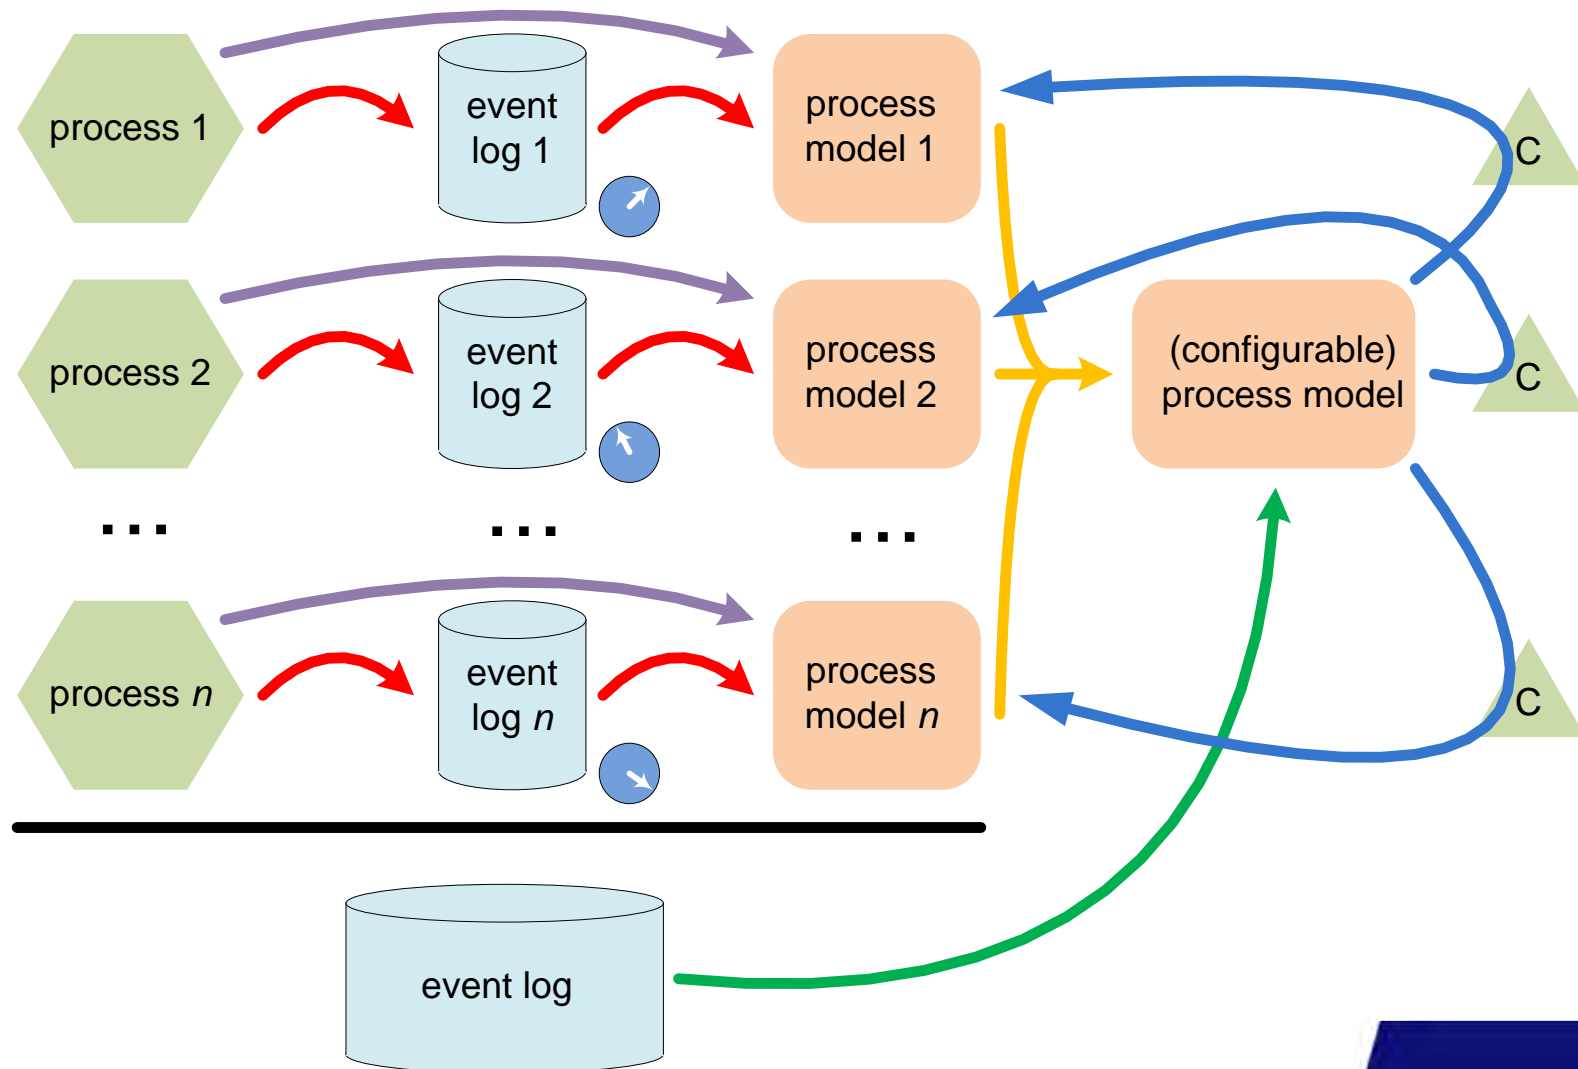 process 1
event
log 1
process
model 1
C
process 2
event
log 2
process
model 2
(configurable)
process model
C
...
...
...
process n
event
log n
process
model n
C
event log